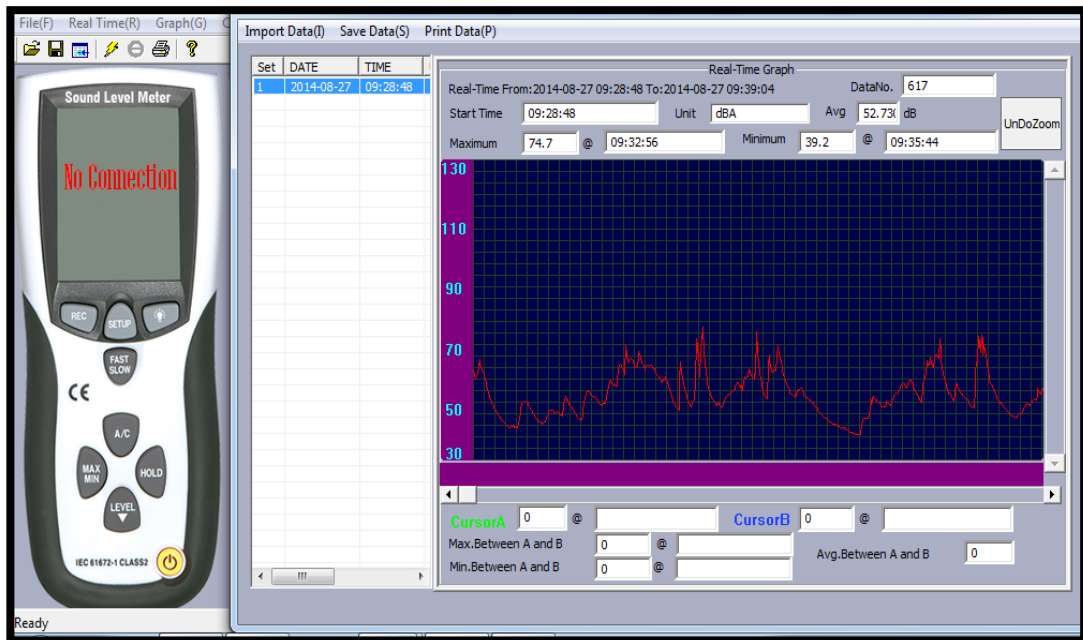 File(F) Real Time(R) Graph(G)
Import Data(I) Save Data(S) Print Data(P)
Sound Level Meter
No Connection
REC
SETUP
FAST
SLOW
CE
A/C
MAX
MIN
HOLD
LEVEL
IEC 61672-1 CLASS2
Ready
Set DATE TIME
1 2014-08-27 09:28:48
Real-Time Graph
Real-Time From:2014-08-27 09:28:48 To:2014-08-27 09:39:04 DataNo. 617
Start Time 09:28:48 Unit dBA Avg 52.73 dB
UnDoZoom
Maximum 74.7 @ 09:32:56 Minimum 39.2 @ 09:35:44
130
110
90
70
50
30
CursorA 0 @ CursorB 0 @
Max.Between A and B 0 @
Avg.Between A and B 0
Min.Between A and B 0 @